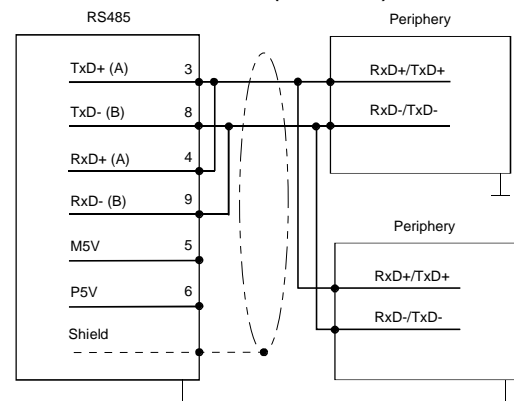 RS485
Periphery
TxD+ (A) 3
RxD+/TxD+
TxD- (B) 8
RxD-/TxD-
RxD+ (A) 4
RxD- (B) 9
Periphery
M5V 5
RxD+/TxD+
P5V 6
RxD-/TxD-
Shield